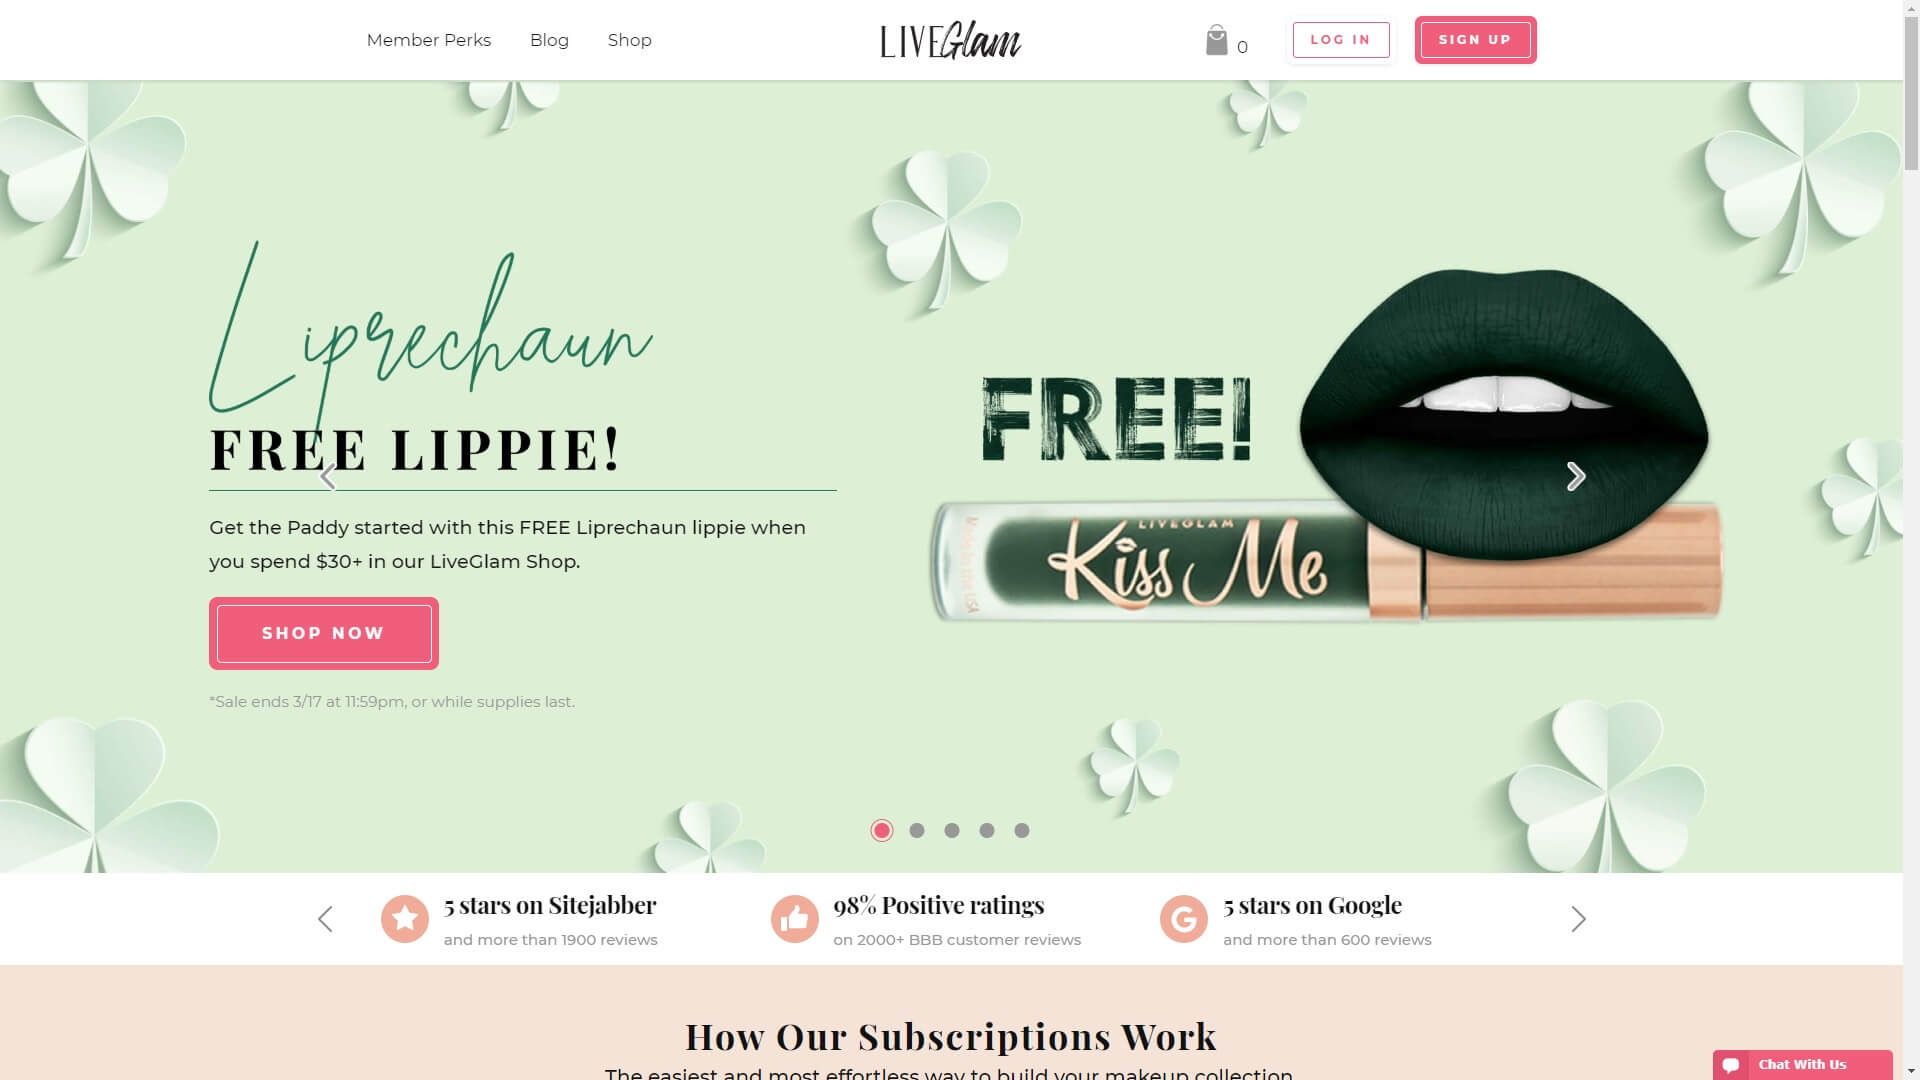 Member Perks
Blog
Shop
LIVEGlam
0
LOG IN
SIGN UP
Liprechaun
FREE LIPPIE!
Get the Paddy started with this FREE Liprechaun lippie when
you spend $30+ in our LiveGlam Shop.
SHOP NOW
*Sale ends 3/17 at 11:59pm, or while supplies last.
FREE!
LIVEGLAM
Kiss Me
5 stars on Sitejabber
and more than 1900 reviews
98% Positive ratings
on 2000+ BBB customer reviews
G
5 stars on Google
and more than 600 reviews
How Our Subscriptions Work
The easiest and most effortless way to build your makeup collection
Chat With Us